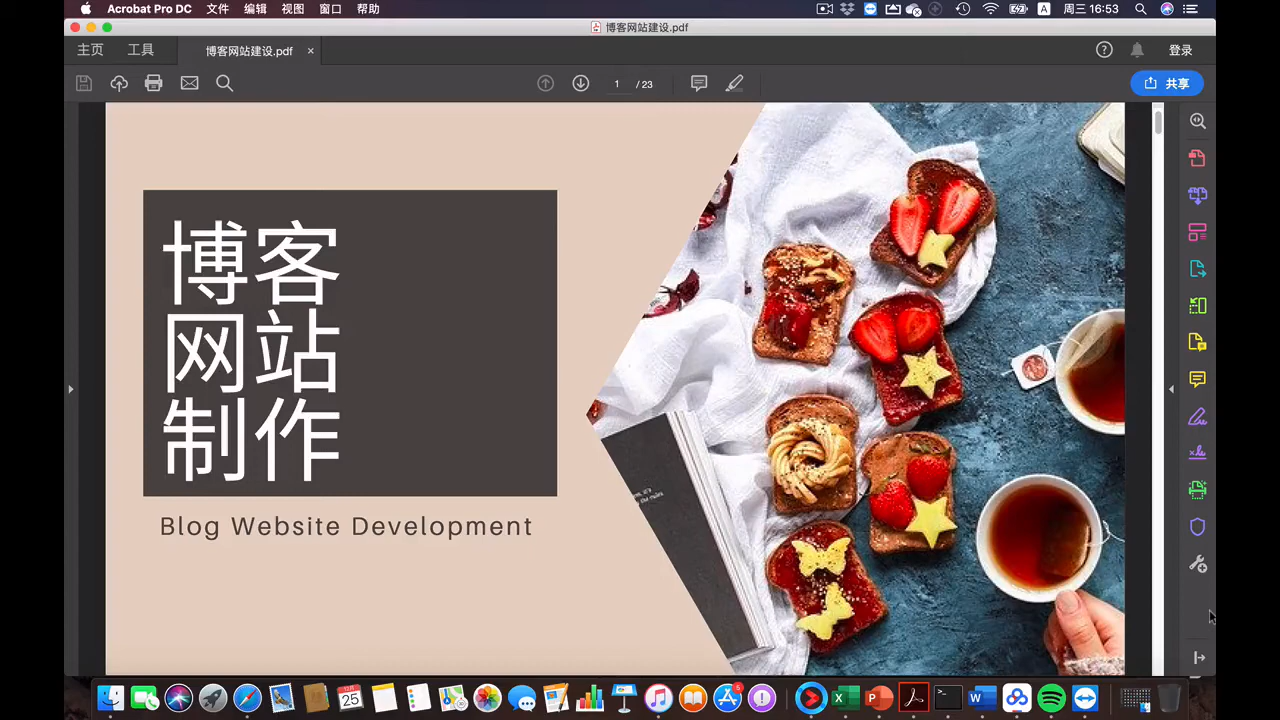 Acrobat Pro DC 文件 编辑 视图 窗口 帮助 周三 16:53
博客网站建设.pdf
主页 工具 博客网站建设.pdf × 登录
1 / 23 共享
博客
网站
制作
Blog Website Development